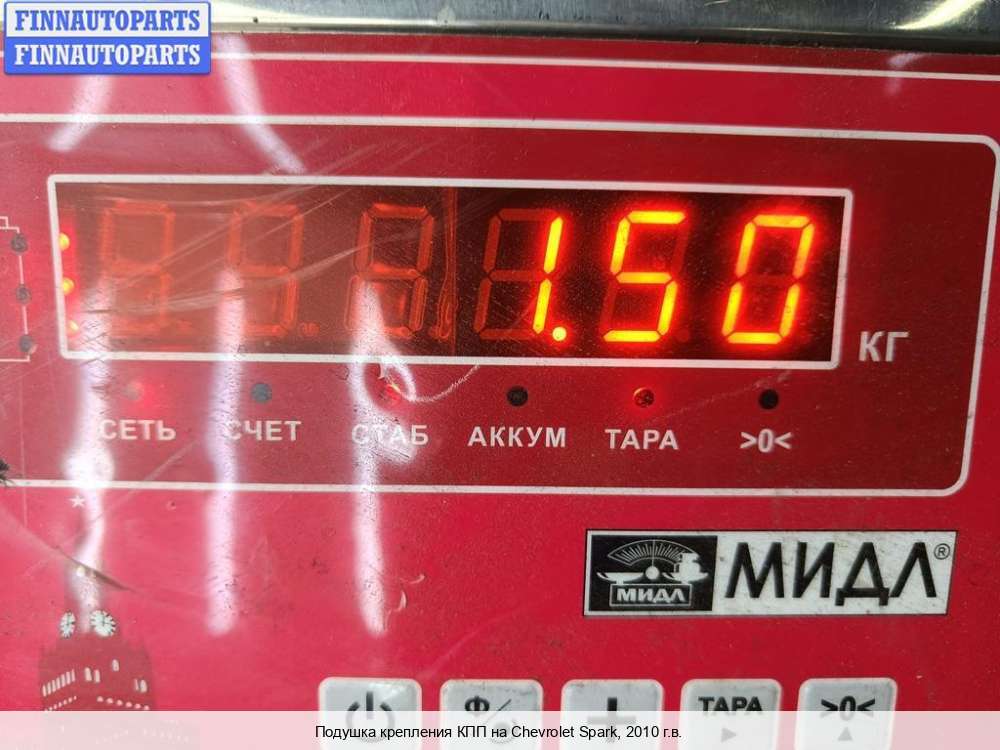 FINNAUTOPARTS
FINNAUTOPARTS
1.50
КГ
СЕТЬ СЧЕТ СТАБ АККУМ ТАРА >0<
МИДЛ МИДЛ®
ТАРА >0<
Подушка крепления КПП на Chevrolet Spark, 2010 г.в.